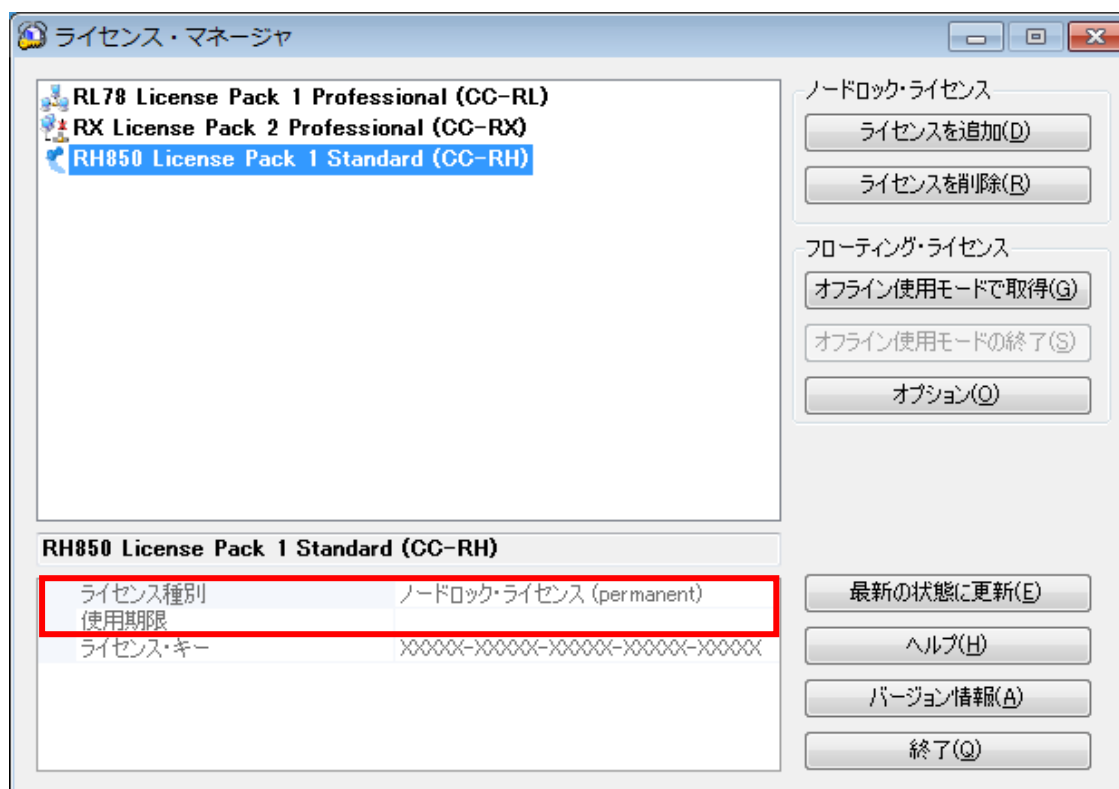 ライセンス・マネージャ
RL78 License Pack 1 Professional (CC-RL)
RX License Pack 2 Professional (CC-RX)
RH850 License Pack 1 Standard (CC-RH)
ノードロック・ライセンス
ライセンスを追加(D)
ライセンスを削除(R)
フローティング・ライセンス
オフライン使用モードで取得(G)
オフライン使用モードの終了(S)
オプション(O)
RH850 License Pack 1 Standard (CC-RH)
ライセンス種別 ノードロック・ライセンス (permanent)
使用期限
ライセンス・キー XXXXX-XXXXX-XXXXX-XXXXX-XXXXX
最新の状態に更新(E)
ヘルプ(H)
バージョン情報(A)
終了(Q)